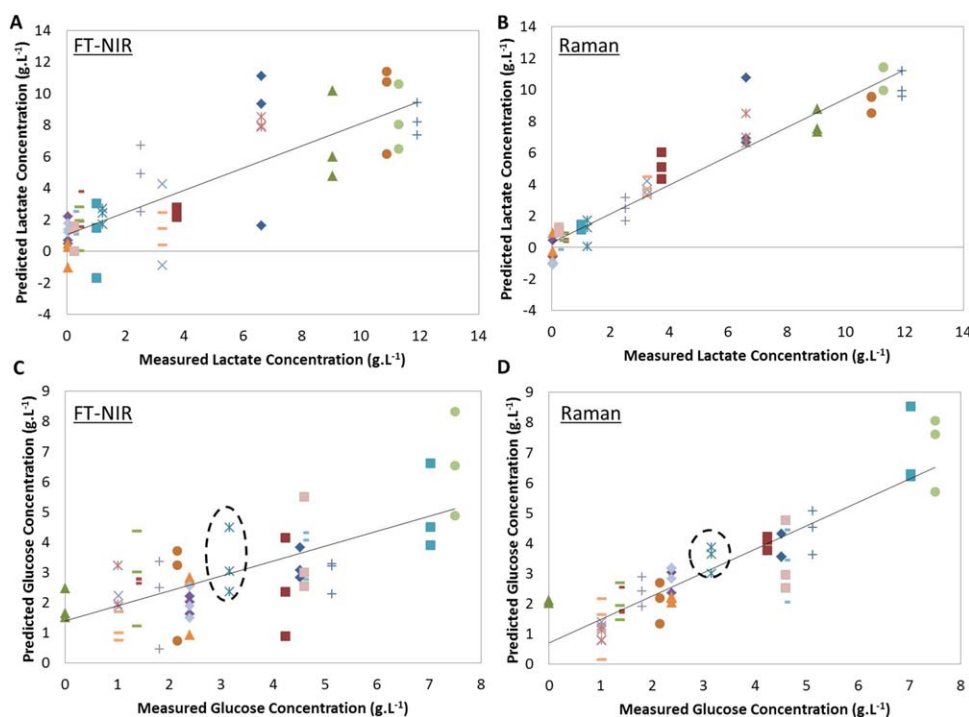 A
FT-NIR
Predicted Lactate Concentration (g.L-1)
14
12
10
8
6
4
2
0
-2
-4
0 2 4 6 8 10 12 14
Measured Lactate Concentration (g.L-1)
B
Raman
Predicted Lactate Concentration (g.L-1)
14
12
10
8
6
4
2
0
-2
-4
0 2 4 6 8 10 12 14
Measured Lactate Concentration (g.L-1)
C
FT-NIR
Predicted Glucose Concentration (g.L-1)
9
8
7
6
5
4
3
2
1
0
0 1 2 3 4 5 6 7 8
Measured Glucose Concentration (g.L-1)
D
Raman
Predicted Glucose Concentration (g.L-1)
9
8
7
6
5
4
3
2
1
0
0 1 2 3 4 5 6 7 8
Measured Glucose Concentration (g.L-1)